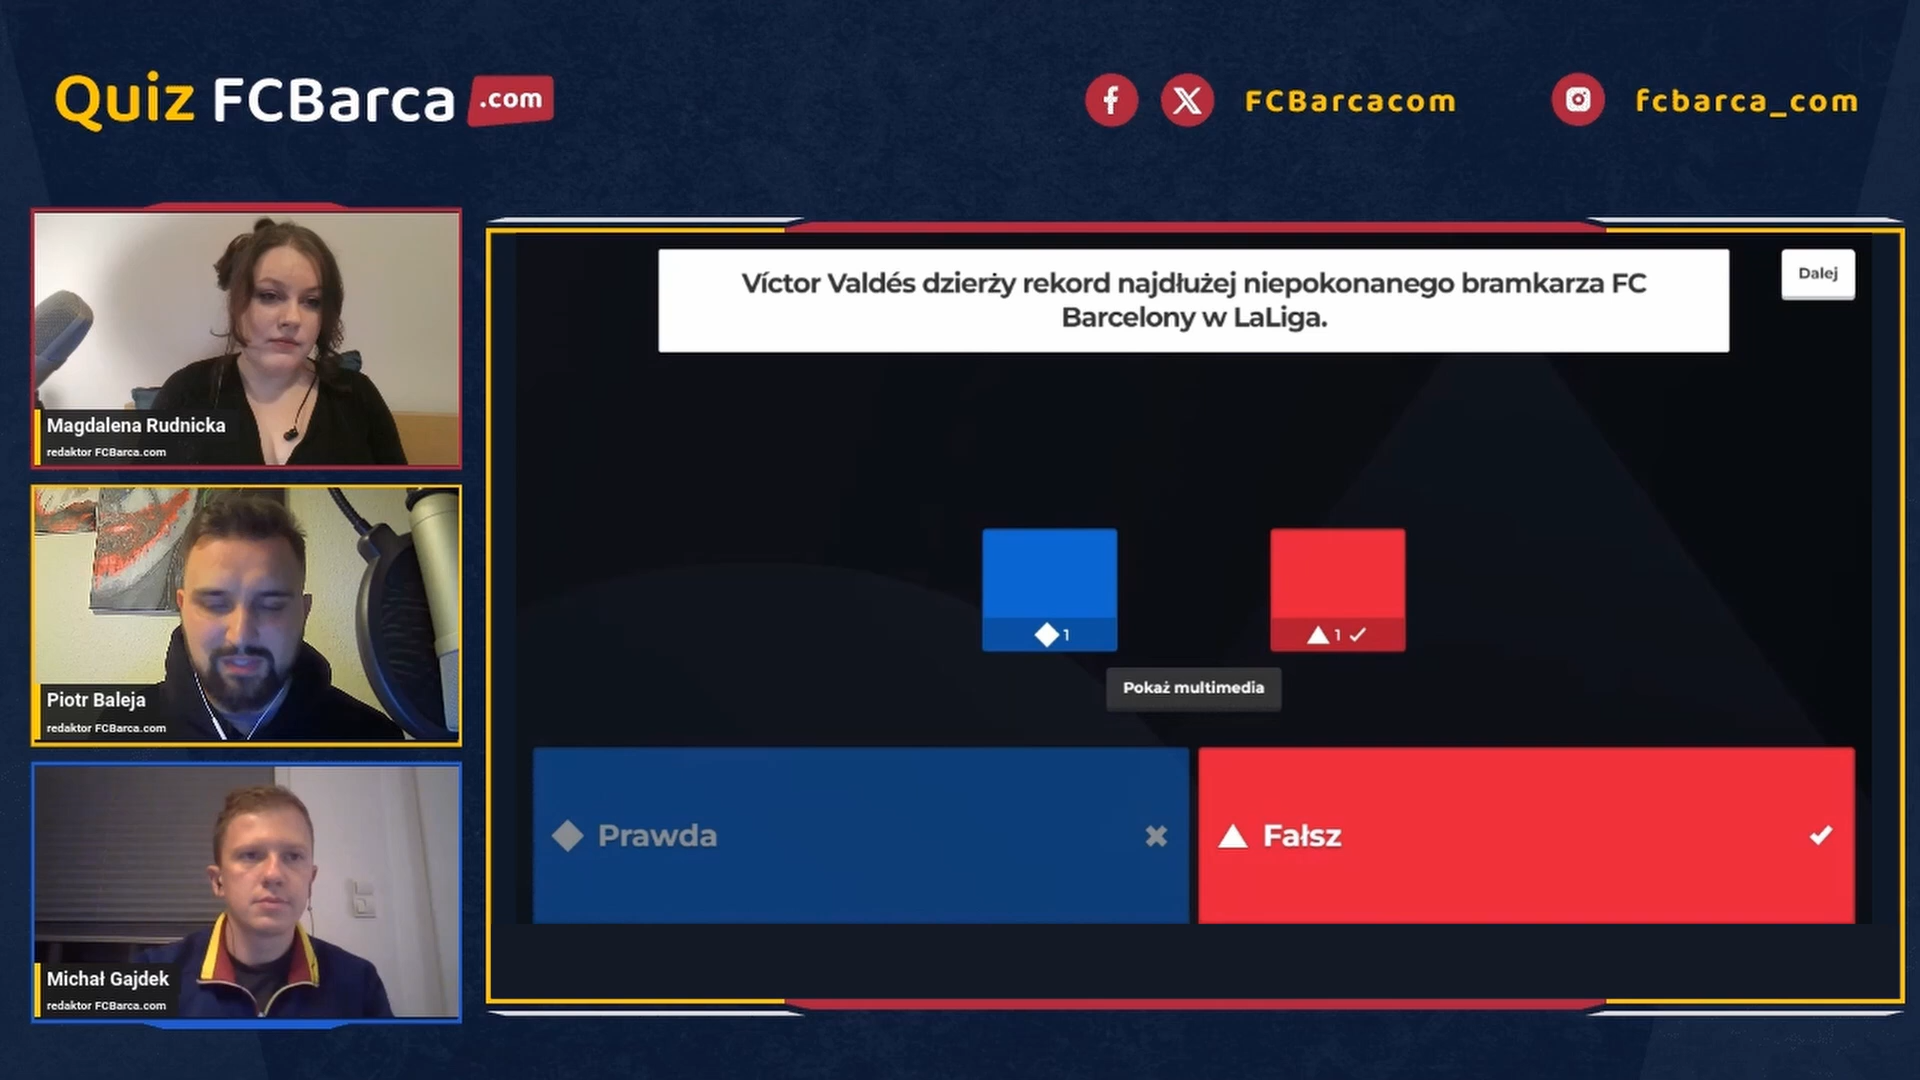 Quiz FCBarca .com
FCBarcacom
fcbarca_com
Magdalena Rudnicka
redaktor FCBarca.com
Piotr Baleja
redaktor FCBarca.com
Michał Gajdek
redaktor FCBarca.com
Víctor Valdés dzierży rekord najdłużej niepokonanego bramkarza FC
Barcelony w LaLiga.
Dalej
1
1
Pokaż multimedia
Prawda
Fałsz